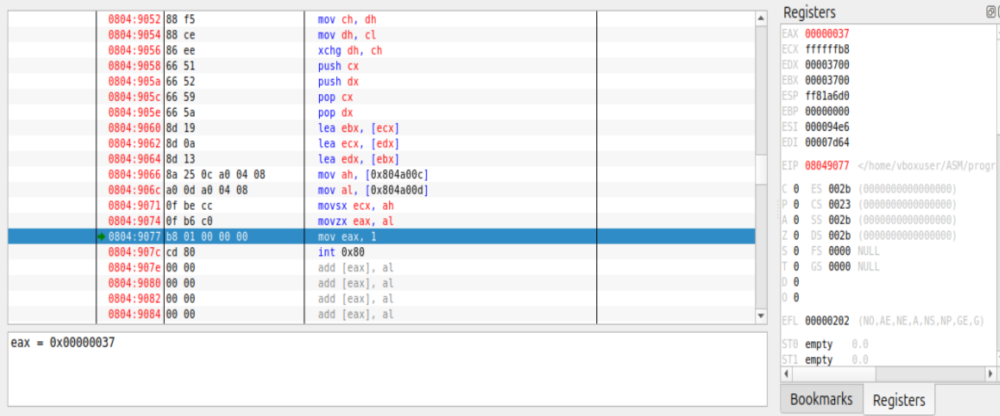 0804:9052 88 f5 mov ch, dh
0804:9054 88 ce mov dh, cl
0804:9056 86 ee xchg dh, ch
0804:9058 66 51 push cx
0804:905a 66 52 push dx
0804:905c 66 59 pop cx
0804:905e 66 5a pop dx
0804:9060 8d 19 lea ebx, [ecx]
0804:9062 8d 0a lea ecx, [edx]
0804:9064 8d 13 lea edx, [ebx]
0804:9066 8a 25 0c a0 04 08 mov ah, [0x804a00c]
0804:906c a0 0d a0 04 08 mov al, [0x804a00d]
0804:9071 0f be cc movsx ecx, ah
0804:9074 0f b6 c0 movzx eax, al
0804:9077 b8 01 00 00 00 mov eax, 1
0804:907c cd 80 int 0x80
0804:907e 00 00 add [eax], al
0804:9080 00 00 add [eax], al
0804:9082 00 00 add [eax], al
0804:9084 00 00 add [eax], al
eax = 0x00000037
Registers
EAX 00000037
ECX ffffffb8
EDX 00003700
EBX 00003700
ESP ff81a6d0
EBP 00000000
ESI 000094e6
EDI 00007d64
EIP 08049077 </home/vboxuser/ASM/progr
C 0 ES 002b (0000000000000000)
P 0 CS 0023 (0000000000000000)
A 0 SS 002b (0000000000000000)
Z 0 DS 002b (0000000000000000)
S 0 FS 0000 NULL
T 0 GS 0000 NULL
D 0
O 0
EFL 00000202 (NO,AE,NE,A,NS,NP,GE,G)
ST0 empty 0.0
ST1 empty 0.0
Bookmarks Registers